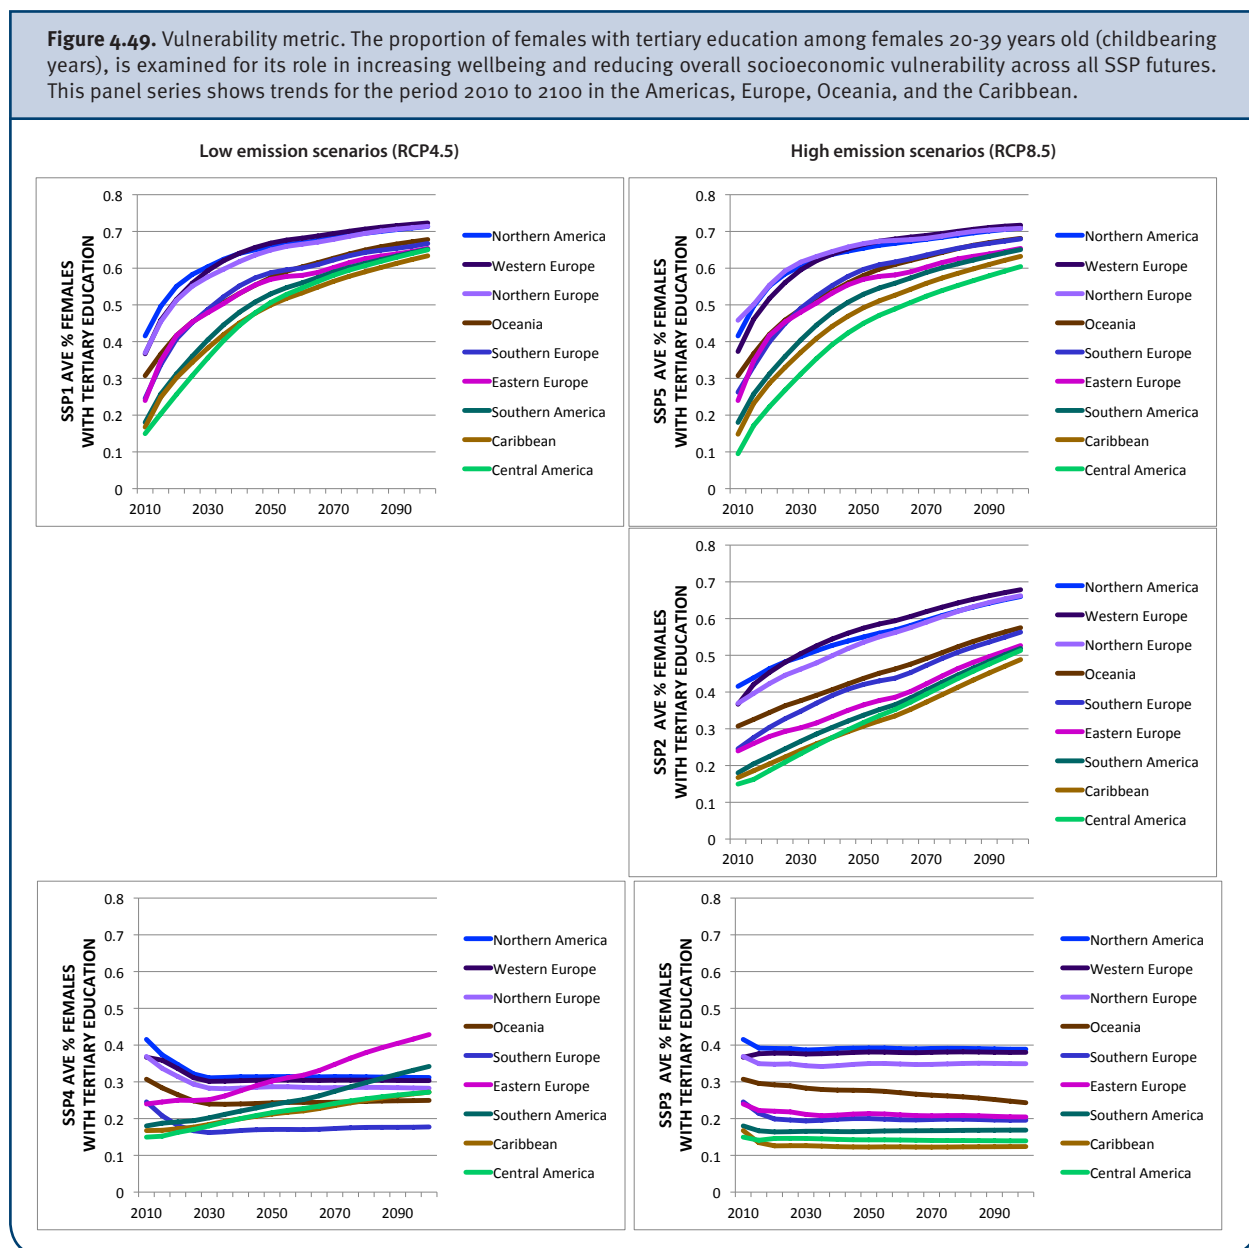 Figure 4.49. Vulnerability metric. The proportion of females with tertiary education among females 20-39 years old (childbearing
years), is examined for its role in increasing wellbeing and reducing overall socioeconomic vulnerability across all SSP futures.
This panel series shows trends for the period 2010 to 2100 in the Americas, Europe, Oceania, and the Caribbean.
Low emission scenarios (RCP4.5)
High emission scenarios (RCP8.5)
SSP1 AVE % FEMALES
WITH TERTIARY EDUCATION
0.8
0.7
0.6
0.5
0.4
0.3
0.2
0.1
0
2010 2030 2050 2070 2090
Northern America
Western Europe
Northern Europe
Oceania
Southern Europe
Eastern Europe
Southern America
Caribbean
Central America
SSP5 AVE % FEMALES
WITH TERTIARY EDUCATION
0.8
0.7
0.6
0.5
0.4
0.3
0.2
0.1
0
2010 2030 2050 2070 2090
Northern America
Western Europe
Northern Europe
Oceania
Southern Europe
Eastern Europe
Southern America
Caribbean
Central America
SSP2 AVE % FEMALES
WITH TERTIARY EDUCATION
0.8
0.7
0.6
0.5
0.4
0.3
0.2
0.1
0
2010 2030 2050 2070 2090
Northern America
Western Europe
Northern Europe
Oceania
Southern Europe
Eastern Europe
Southern America
Caribbean
Central America
SSP4 AVE % FEMALES
WITH TERTIARY EDUCATION
0.8
0.7
0.6
0.5
0.4
0.3
0.2
0.1
0
2010 2030 2050 2070 2090
Northern America
Western Europe
Northern Europe
Oceania
Southern Europe
Eastern Europe
Southern America
Caribbean
Central America
SSP3 AVE % FEMALES
WITH TERTIARY EDUCATION
0.8
0.7
0.6
0.5
0.4
0.3
0.2
0.1
0
2010 2030 2050 2070 2090
Northern America
Western Europe
Northern Europe
Oceania
Southern Europe
Eastern Europe
Southern America
Caribbean
Central America